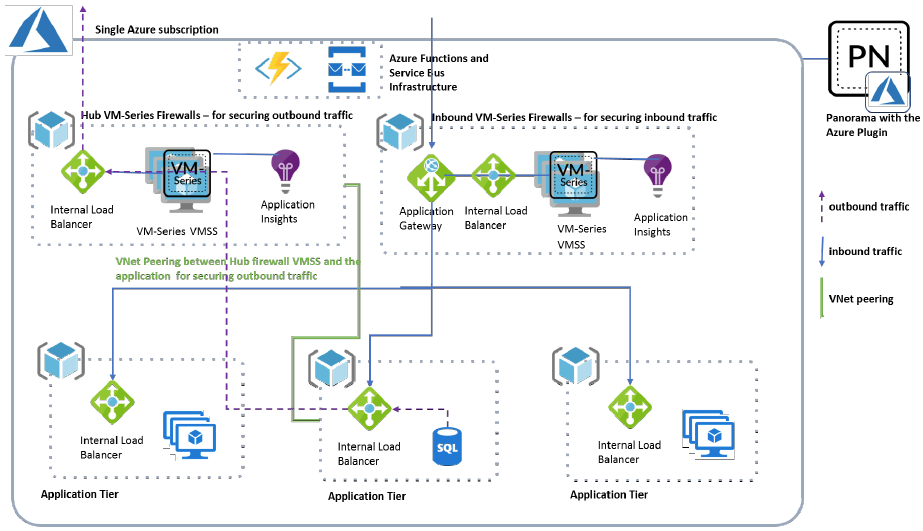 Single Azure subscription
Azure Functions and
Service Bus
Infrastructure
PN
Panorama with the
Azure Plugin
Hub VM-Series Firewalls – for securing outbound traffic
Inbound VM-Series Firewalls – for securing inbound traffic
VM-
Series
Internal Load
Balancer
VM-Series VMSS
Application
Insights
VM-
Series
Application
Gateway
Internal Load
Balancer
VM-Series
VMSS
Application
Insights
outbound traffic
inbound traffic
VNet peering
VNet Peering between Hub firewall VMSS and the
application for securing outbound traffic
Internal Load
Balancer
Application Tier
Internal Load
Balancer
SQL
Application Tier
Internal Load
Balancer
Application Tier